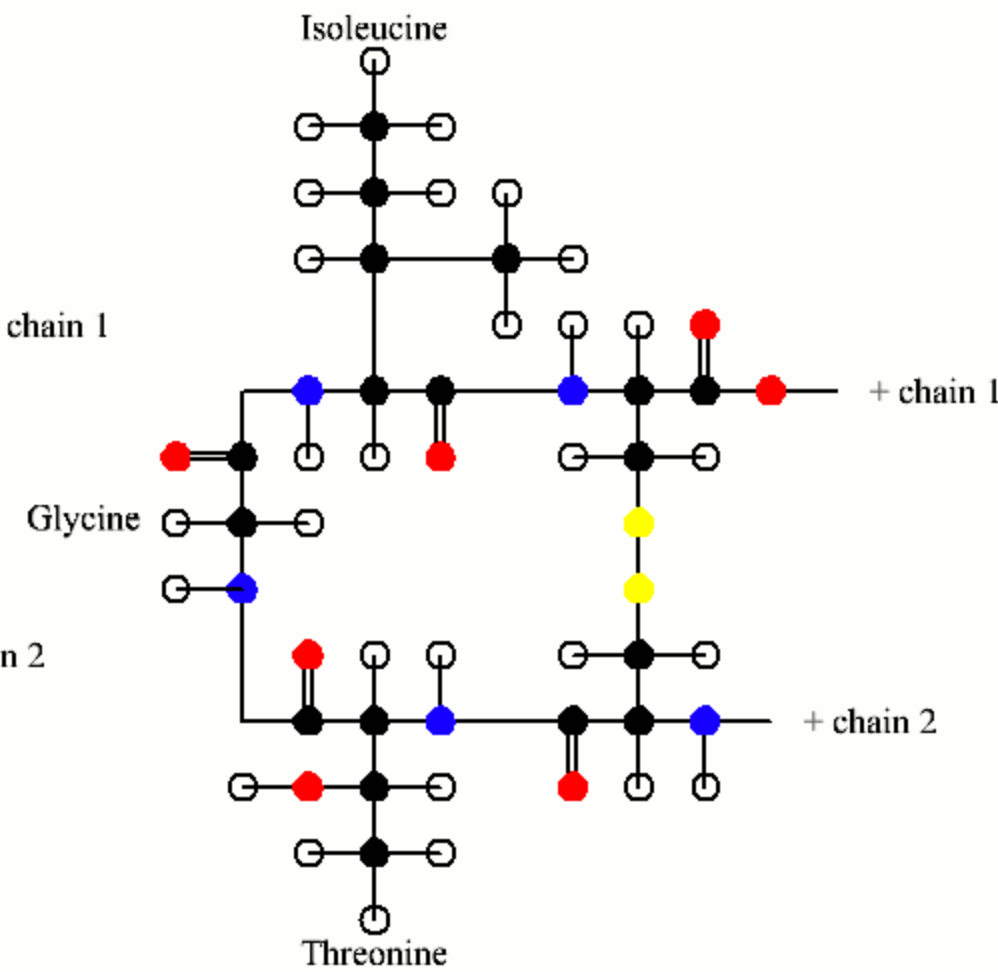 Isoleucine
chain 1
+ chain 1
Glycine
n 2
+ chain 2
Threonine